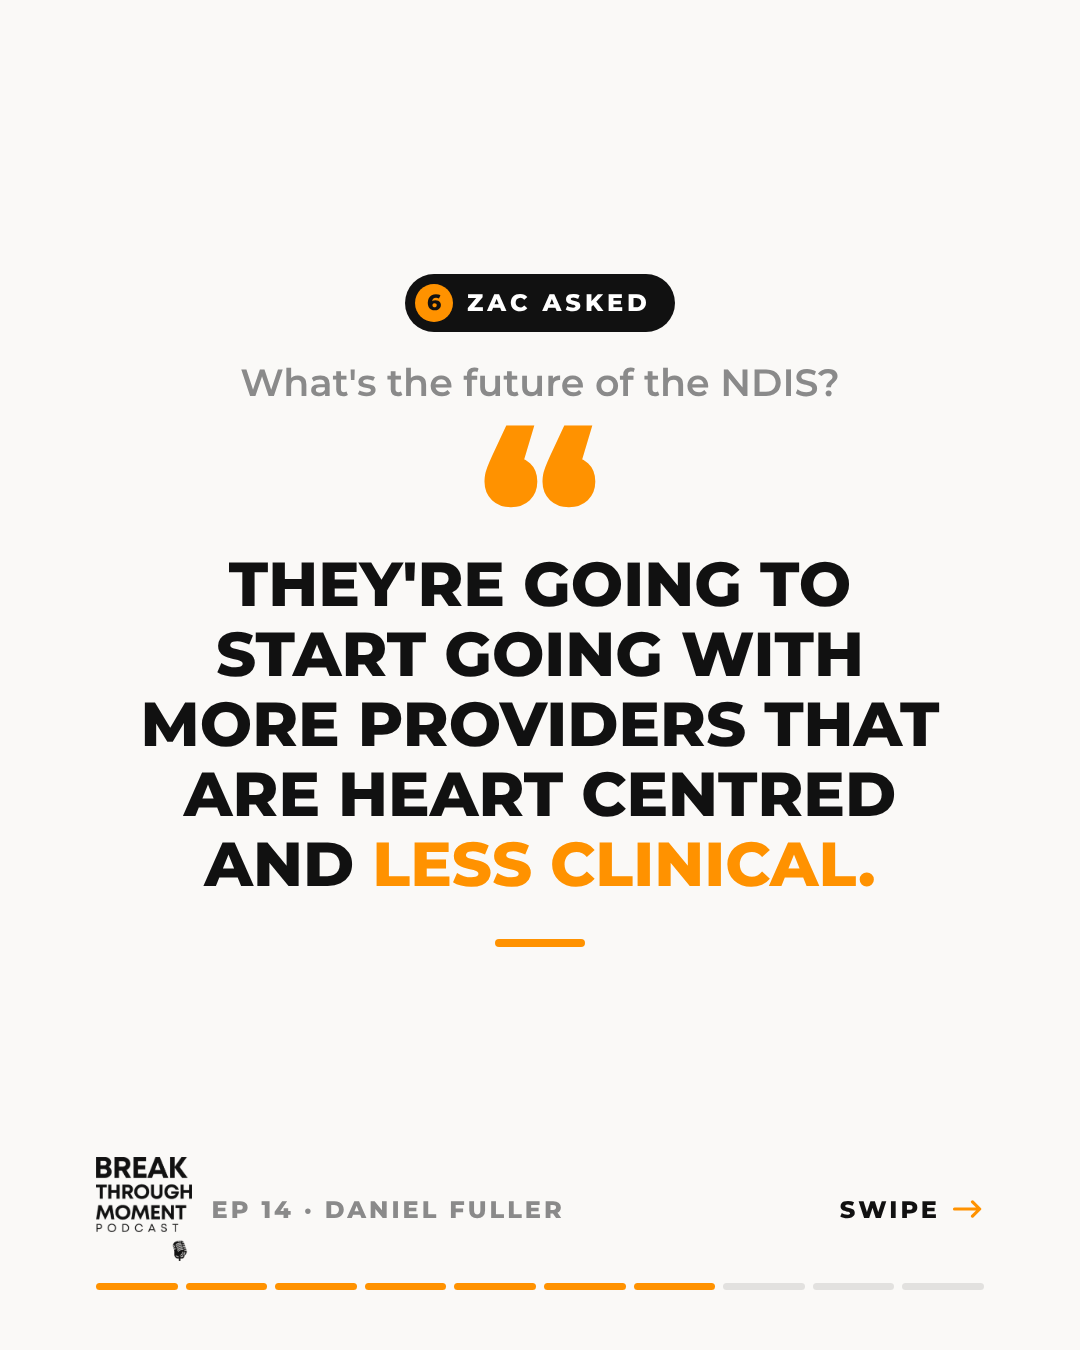 6 ZAC ASKED
What's the future of the NDIS?
“
THEY'RE GOING TO
START GOING WITH
MORE PROVIDERS THAT
ARE HEART CENTRED
AND LESS CLINICAL.
BREAK
THROUGH
MOMENT
PODCAST
EP 14 · DANIEL FULLER
SWIPE →